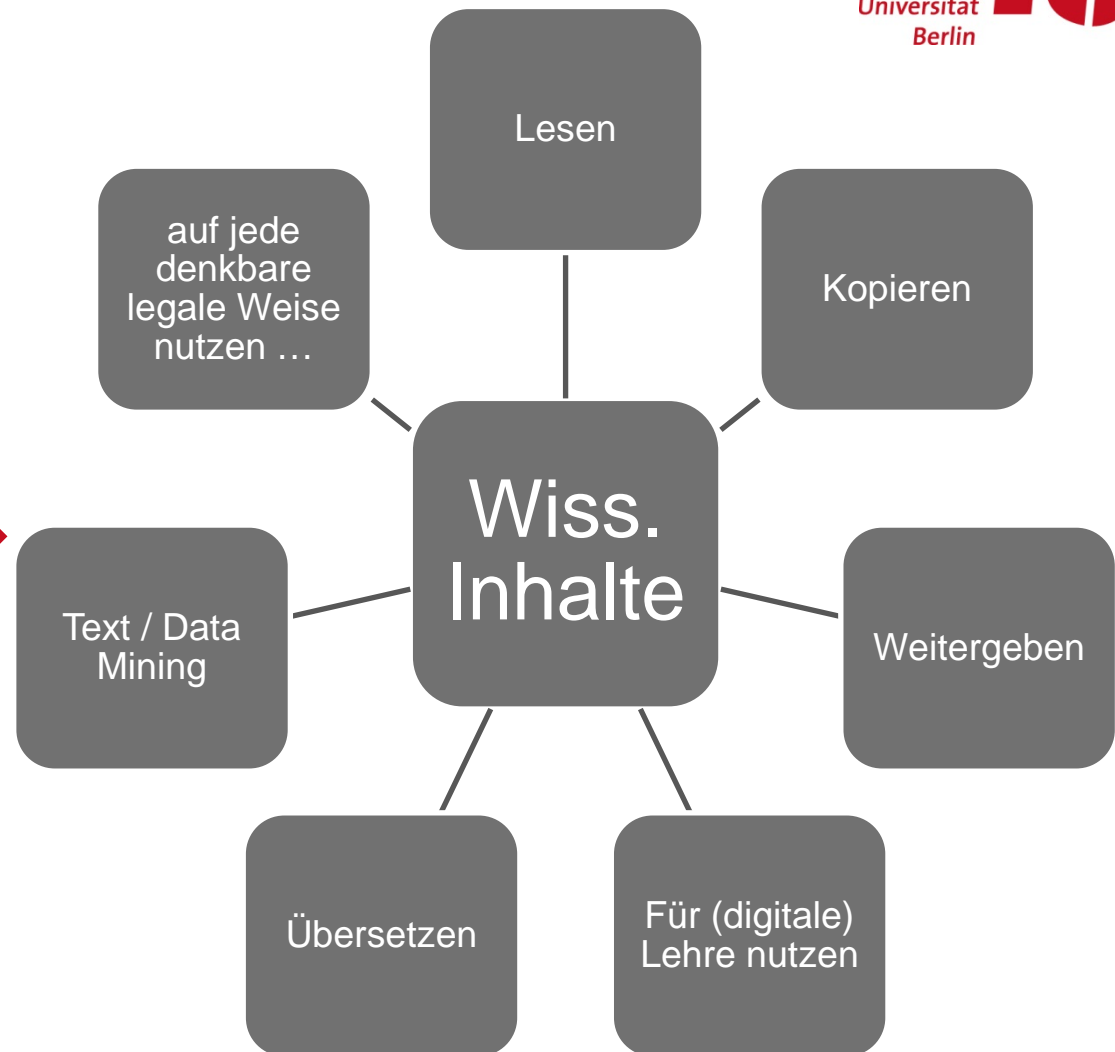 Universität
Berlin
Lesen
Kopieren
Weitergeben
Für (digitale)
Lehre nutzen
Übersetzen
Text / Data
Mining
auf jede
denkbare
legale Weise
nutzen …
Wiss.
Inhalte